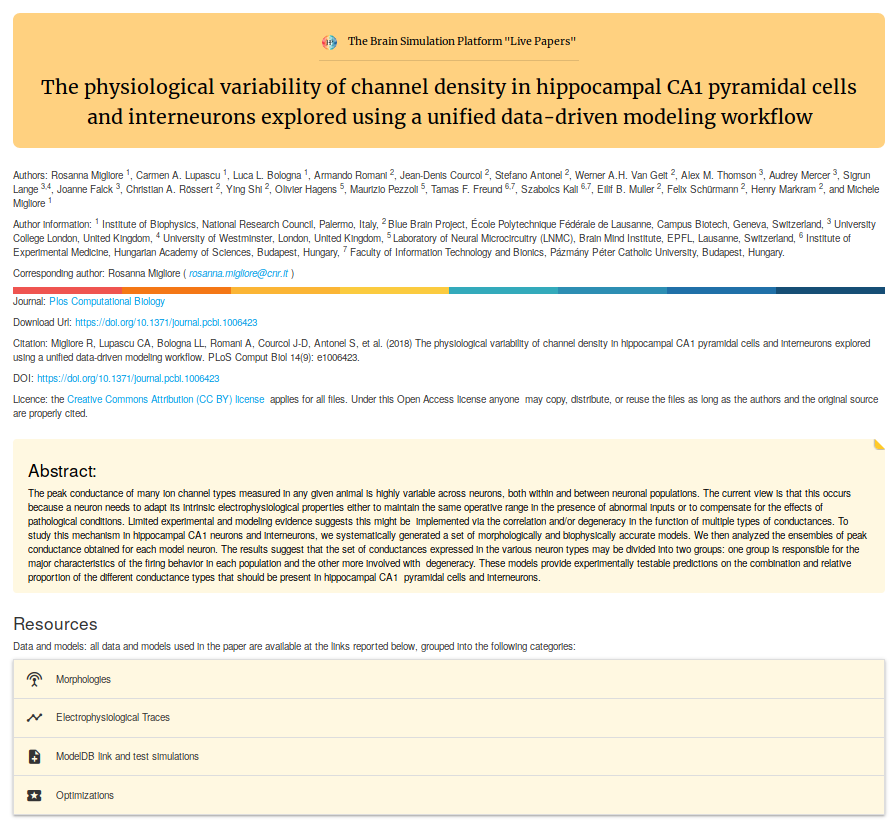 The Brain Simulation Platform "Live Papers"
The physiological variability of channel density in hippocampal CA1 pyramidal cells
and interneurons explored using a unified data-driven modeling workflow
Authors: Rosanna Migliore 1, Carmen A. Lupascu 1, Luca L. Bologna 1, Armando Romani 2, Jean-Denis Courcol 2, Stefano Antonel 2, Werner A.H. Van Geit 2, Alex M. Thomson 3, Audrey Mercer 3, Sigrun
Lange 3,4, Joanne Falck 3, Christian A. Rössert 2, Ying Shi 2, Olivier Hagens 5, Maurizio Pezzoli 5, Tamas F. Freund 6,7, Szabolcs Kali 6,7, Eilif B. Muller 2, Felix Schürmann 2, Henry Markram 2, and Michele
Migliore 1
Author information: 1 Institute of Biophysics, National Research Council, Palermo, Italy, 2 Blue Brain Project, École Polytechnique Fédérale de Lausanne, Campus Biotech, Geneva, Switzerland, 3 University
College London, United Kingdom, 4 University of Westminster, London, United Kingdom, 5 Laboratory of Neural Microcircuitry (LNMC), Brain Mind Institute, EPFL, Lausanne, Switzerland, 6 Institute of
Experimental Medicine, Hungarian Academy of Sciences, Budapest, Hungary, 7 Faculty of Information Technology and Bionics, Pázmány Péter Catholic University, Budapest, Hungary.
Corresponding author: Rosanna Migliore ( rosanna.migliore@cnr.it )
Journal: Plos Computational Biology
Download Url: https://doi.org/10.1371/journal.pcbi.1006423
Citation: Migliore R, Lupascu CA, Bologna LL, Romani A, Courcol J-D, Antonel S, et al. (2018) The physiological variability of channel density in hippocampal CA1 pyramidal cells and interneurons explored
using a unified data-driven modeling workflow. PLoS Comput Biol 14(9): e1006423.
DOI: https://doi.org/10.1371/journal.pcbi.1006423
Licence: the Creative Commons Attribution (CC BY) license applies for all files. Under this Open Access license anyone may copy, distribute, or reuse the files as long as the authors and the original source
are properly cited.
Abstract:
The peak conductance of many ion channel types measured in any given animal is highly variable across neurons, both within and between neuronal populations. The current view is that this occurs
because a neuron needs to adapt its intrinsic electrophysiological properties either to maintain the same operative range in the presence of abnormal inputs or to compensate for the effects of
pathological conditions. Limited experimental and modeling evidence suggests this might be implemented via the correlation and/or degeneracy in the function of multiple types of conductances. To
study this mechanism in hippocampal CA1 neurons and interneurons, we systematically generated a set of morphologically and biophysically accurate models. We then analyzed the ensembles of peak
conductance obtained for each model neuron. The results suggest that the set of conductances expressed in the various neuron types may be divided into two groups: one group is responsible for the
major characteristics of the firing behavior in each population and the other more involved with degeneracy. These models provide experimentally testable predictions on the combination and relative
proportion of the different conductance types that should be present in hippocampal CA1 pyramidal cells and interneurons.
Resources
Data and models: all data and models used in the paper are available at the links reported below, grouped into the following categories:
Morphologies
Electrophysiological Traces
ModelDB link and test simulations
Optimizations